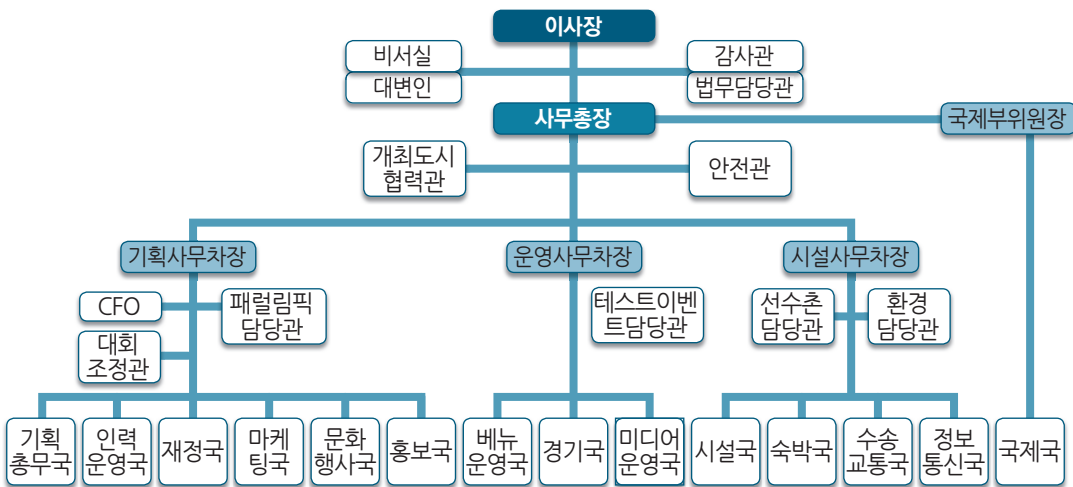 이사장
비서실
감사관
대변인
법무담당관
사무총장
국제부위원장
개최도시
협력관
안전관
기획사무차장
운영사무차장
시설사무차장
CFO
패럴림픽
담당관
테스트이벤
트담당관
선수촌
담당관
환경
담당관
대회
조정관
기획
총무국
인력
운영국
재정국
마케
팅국
문화
행사국
홍보국
베뉴
운영국
경기국
미디어
운영국
시설국
숙박국
수송
교통국
정보
통신국
국제국